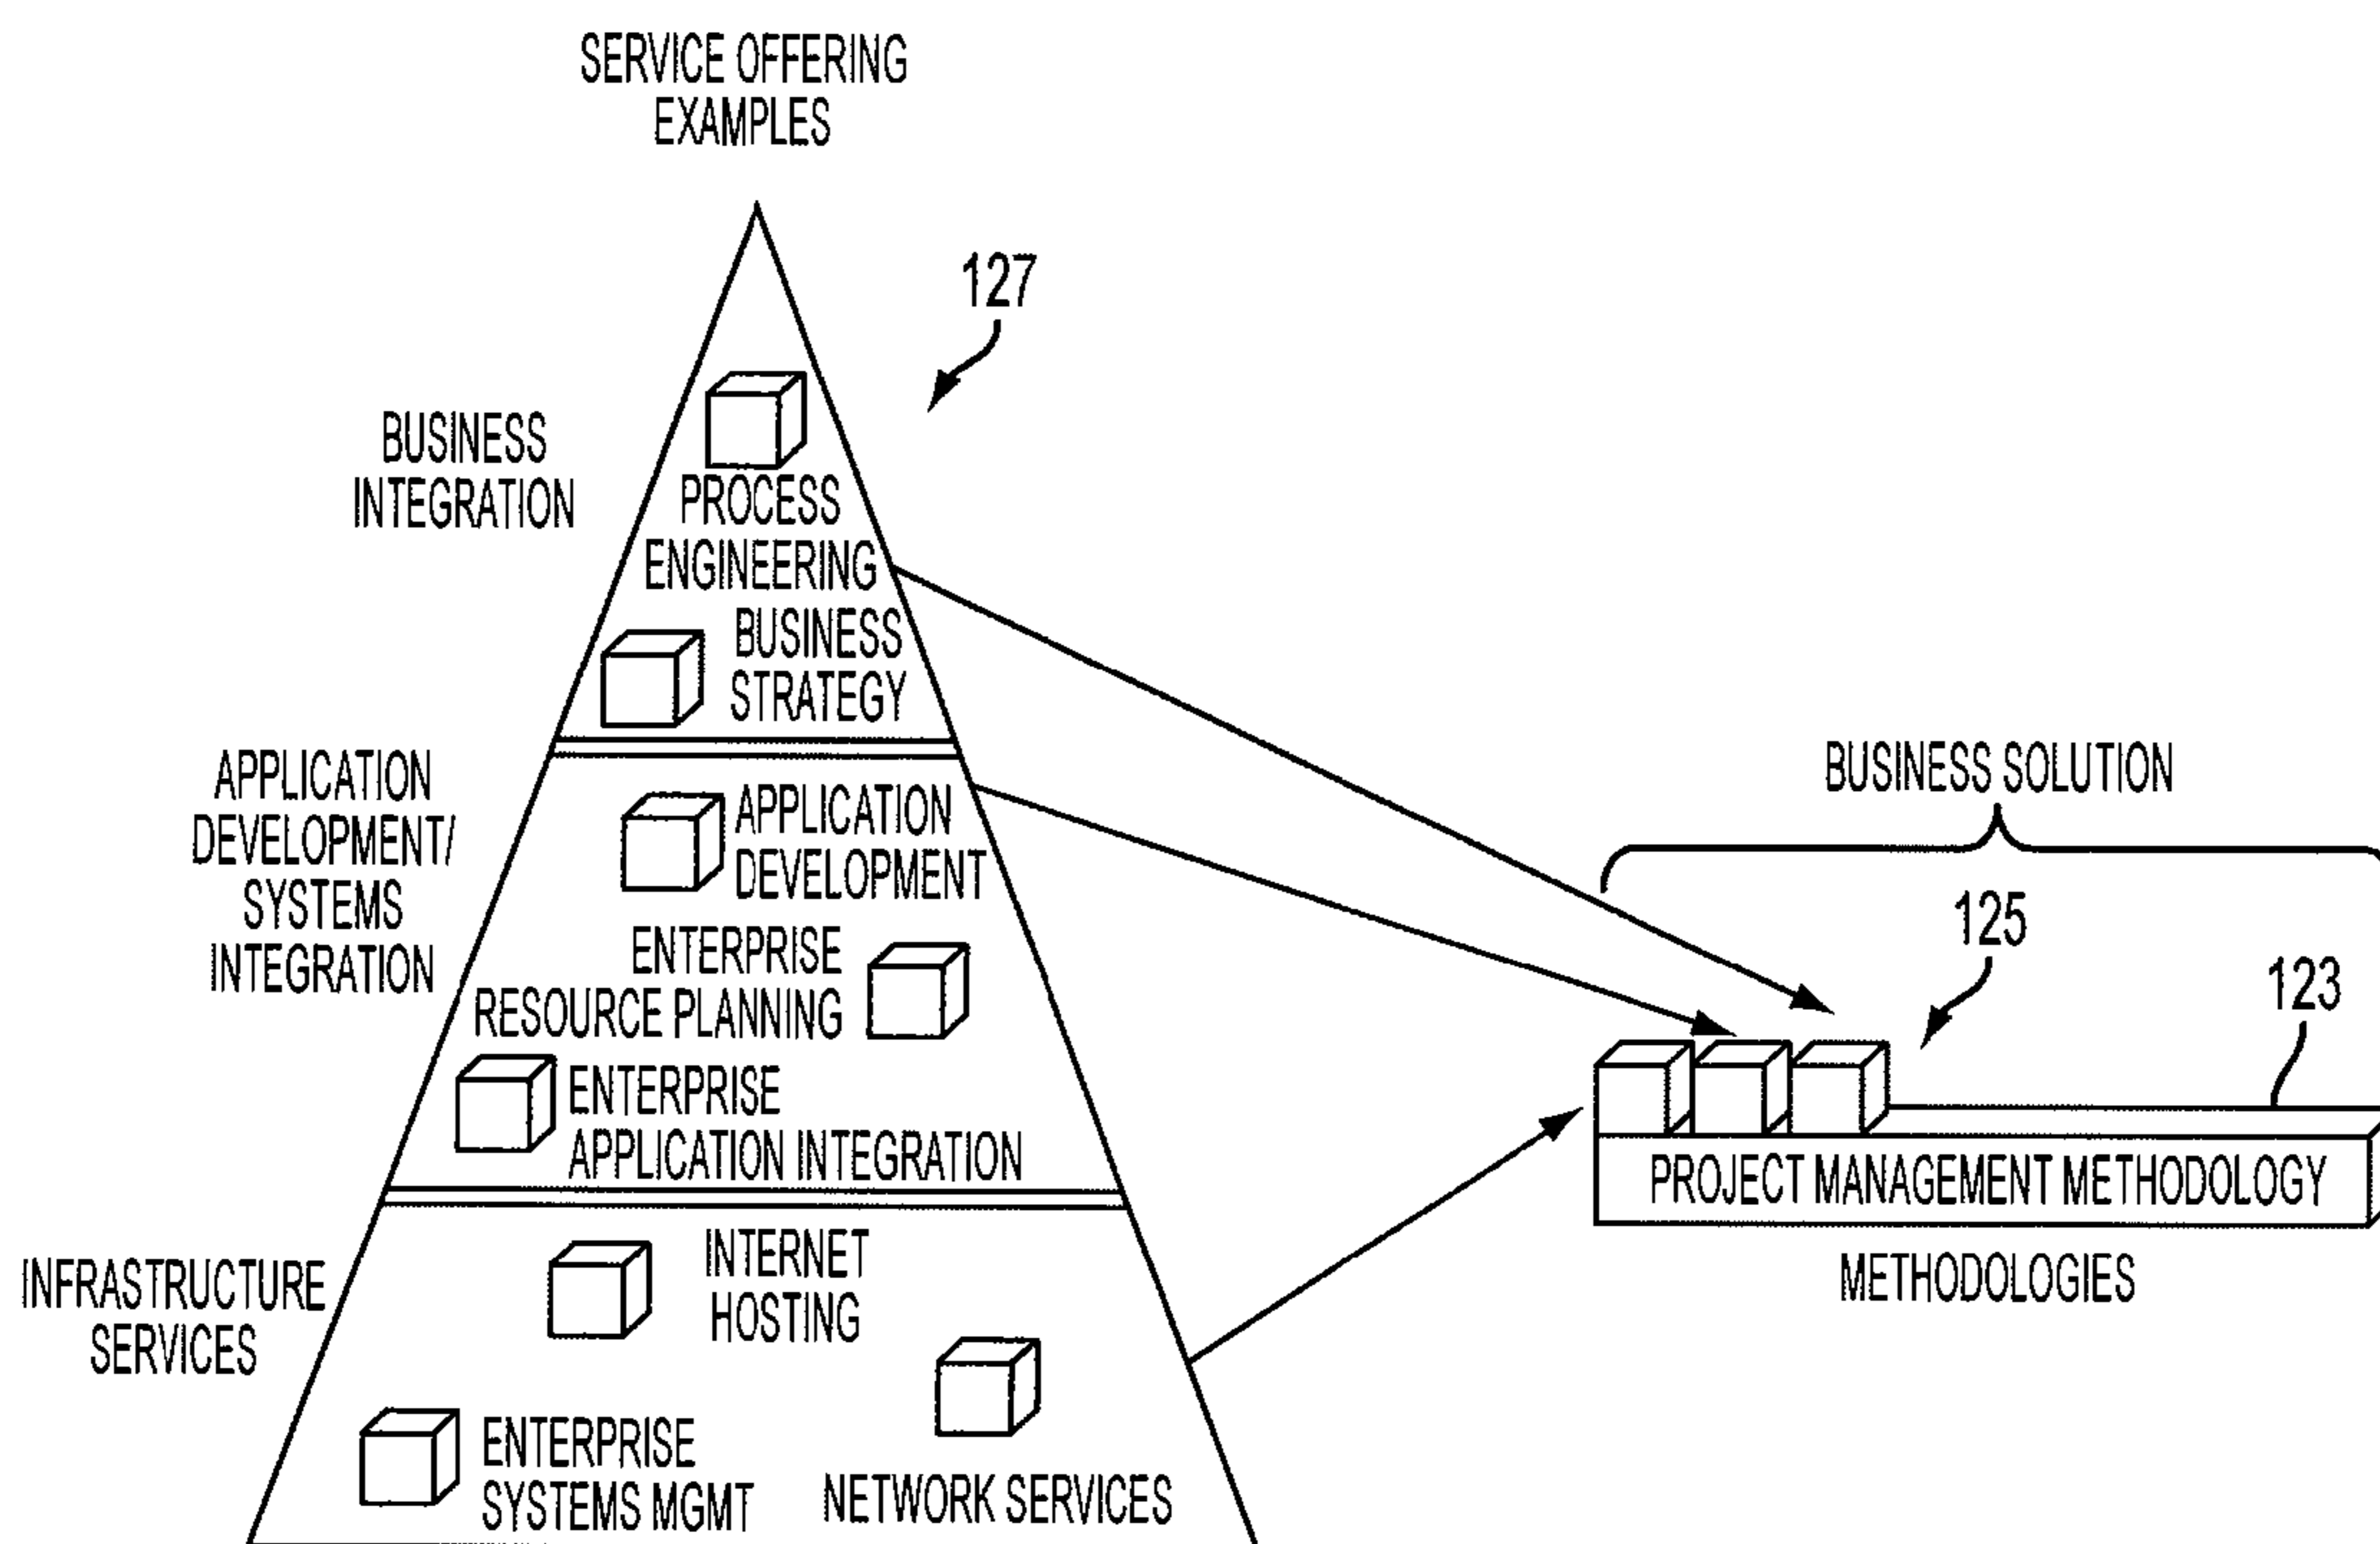 SERVICE OFFERING
EXAMPLES
127
BUSINESS
INTEGRATION
PROCESS
ENGINEERING
BUSINESS
STRATEGY
APPLICATION
DEVELOPMENT/
SYSTEMS
INTEGRATION
APPLICATION
DEVELOPMENT
ENTERPRISE
RESOURCE PLANNING
ENTERPRISE
APPLICATION INTEGRATION
INFRASTRUCTURE
SERVICES
INTERNET
HOSTING
ENTERPRISE
SYSTEMS MGMT
NETWORK SERVICES
BUSINESS SOLUTION
125
123
PROJECT MANAGEMENT METHODOLOGY
METHODOLOGIES